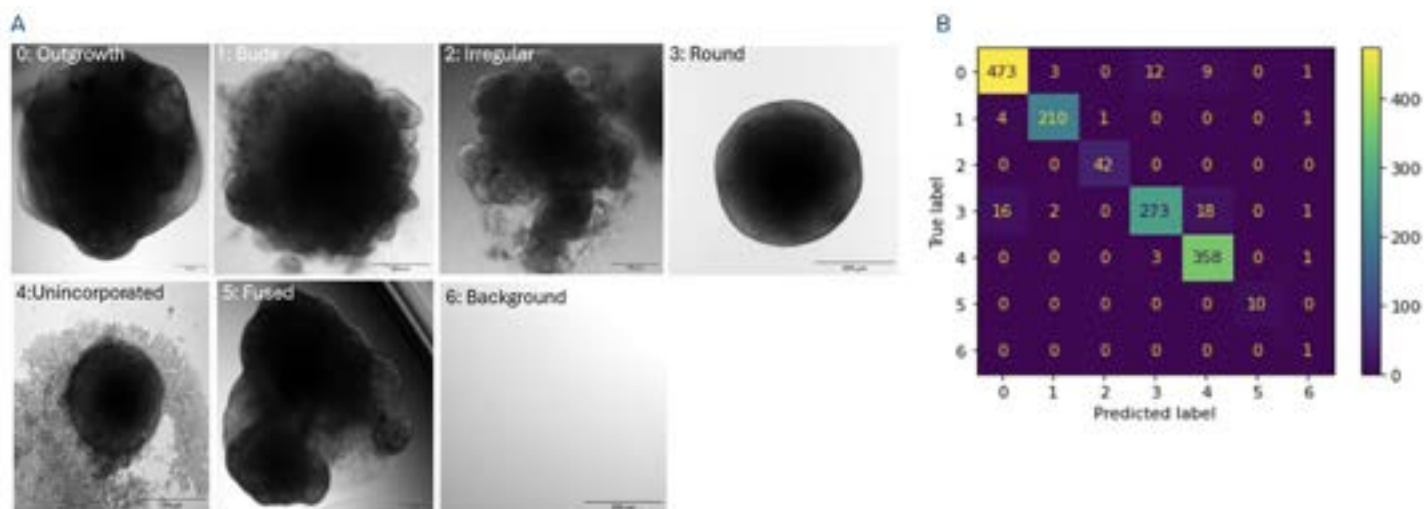 A
0: Outgrowth
1: Buds
2: Irregular
3: Round
4:Unincorporated
5: Fused
6: Background
B
True label
0 473 3 0 12 9 0 1
1 4 210 1 0 0 0 1
2 0 0 42 0 0 0 0
3 16 2 0 273 18 0 1
4 0 0 0 3 358 0 1
5 0 0 0 0 0 10 0
6 0 0 0 0 0 0 1
0 1 2 3 4 5 6
Predicted label
400
300
200
100
0